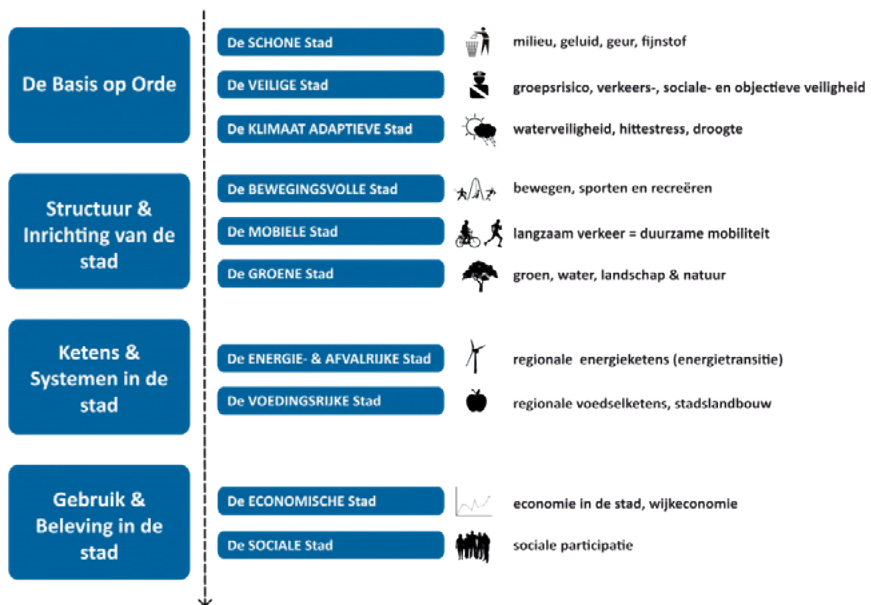 De Basis op Orde
De SCHONE Stad
milieu, geluid, geur, fijnstof
De VEILIGE Stad
groepsrisico, verkeers-, sociale- en objectieve veiligheid
De KLIMAAT ADAPTIEVE Stad
waterveiligheid, hittestress, droogte
Structuur &
Inrichting van de
stad
De BEWEGINGSVOLLE Stad
bewegen, sporten en recreëren
De MOBIELE Stad
langzaam verkeer = duurzame mobiliteit
De GROENE Stad
groen, water, landschap & natuur
Ketens &
Systemen in de
stad
De ENERGIE- & AFVALRIJKE Stad
regionale energieketens (energietransitie)
De VOEDINGSRIJKE Stad
regionale voedselketens, stadslandbouw
Gebruik &
Beleving in de
stad
De ECONOMISCHE Stad
economie in de stad, wijkeconomie
De SOCIALE Stad
sociale participatie